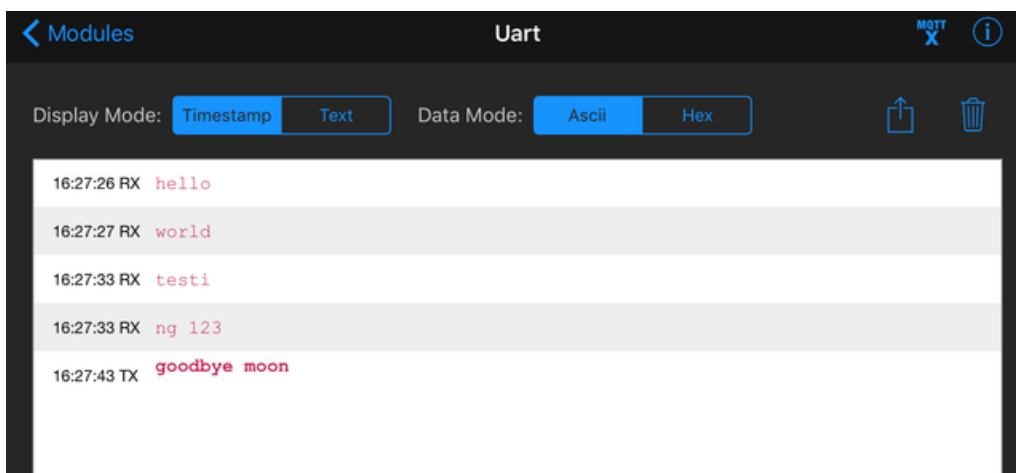 Modules Uart MQTT X i
Display Mode: Timestamp Text Data Mode: Ascii Hex
16:27:26 RX hello
16:27:27 RX world
16:27:33 RX testi
16:27:33 RX ng 123
16:27:43 TX goodbye moon